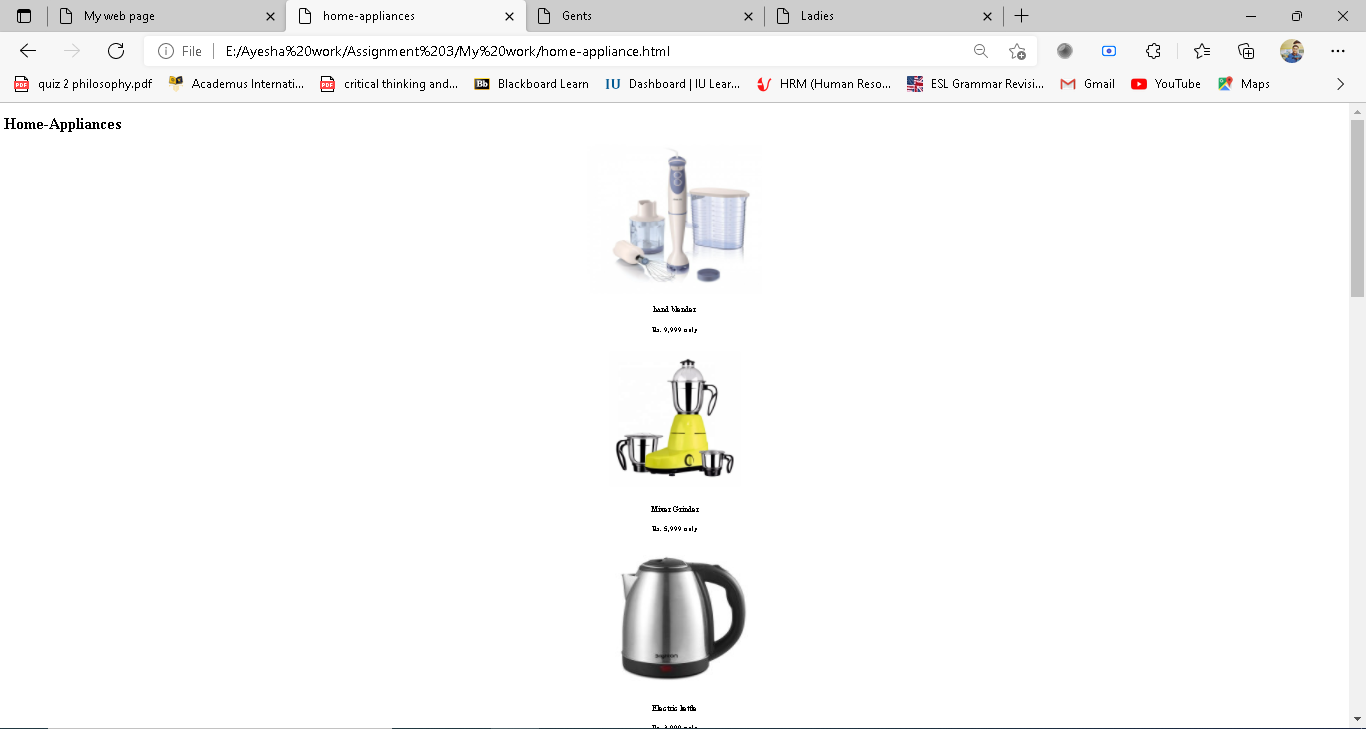 My web page
home-appliances
Gents
Ladies
File
E:/Ayesha%20work/Assignment%203/My%20work/home-appliance.html
quiz 2 philosophy.pdf
Academus Internati...
critical thinking and...
Bb Blackboard Learn
IU Dashboard | IU Lear...
HRM (Human Reso...
ESL Grammar Revisi...
Gmail
YouTube
Maps
Home-Appliances
hand blender
Rs. 9,999 only
Mixer Grinder
Rs. 5,999 only
Electric kettle